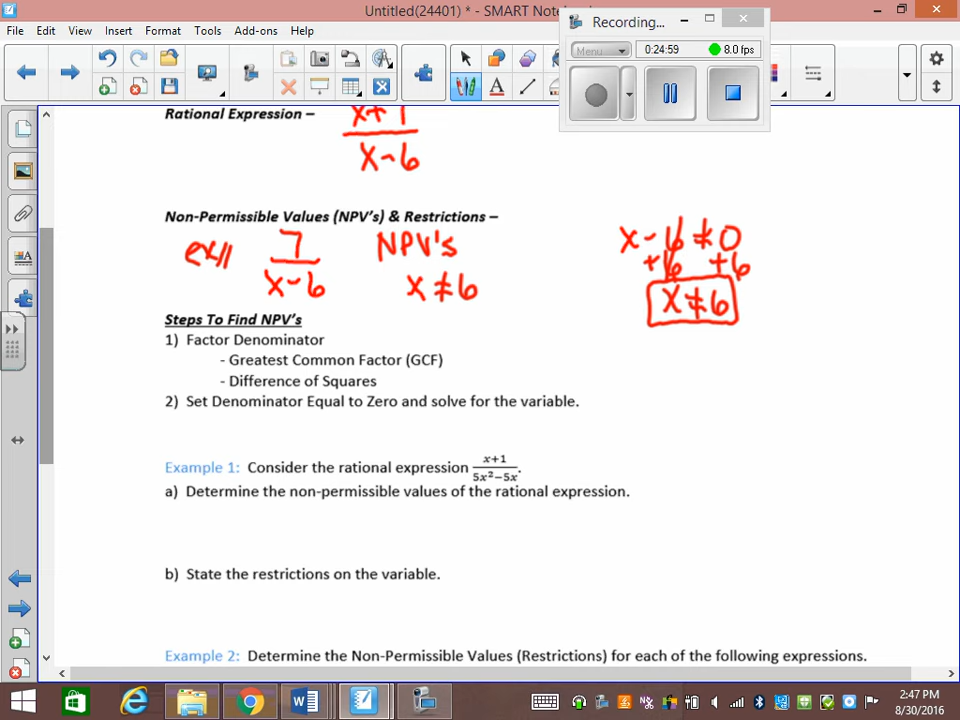 Untitled(24401) * - SMART Note
Recording...
File Edit View Insert Format Tools Add-ons Help
Menu
0:24:59
8.0 fps
Rational Expression –
x+1
x-6
Non-Permissible Values (NPV's) & Restrictions –
ex// 7 NPV's
x-6 x ≠ 6
x - 6 ≠ 0
+6 +6
x ≠ 6
Steps To Find NPV's
1) Factor Denominator
- Greatest Common Factor (GCF)
- Difference of Squares
2) Set Denominator Equal to Zero and solve for the variable.
Example 1: Consider the rational expression x+1/5x²−5x.
a) Determine the non-permissible values of the rational expression.
b) State the restrictions on the variable.
Example 2: Determine the Non-Permissible Values (Restrictions) for each of the following expressions.
2:47 PM
8/30/2016